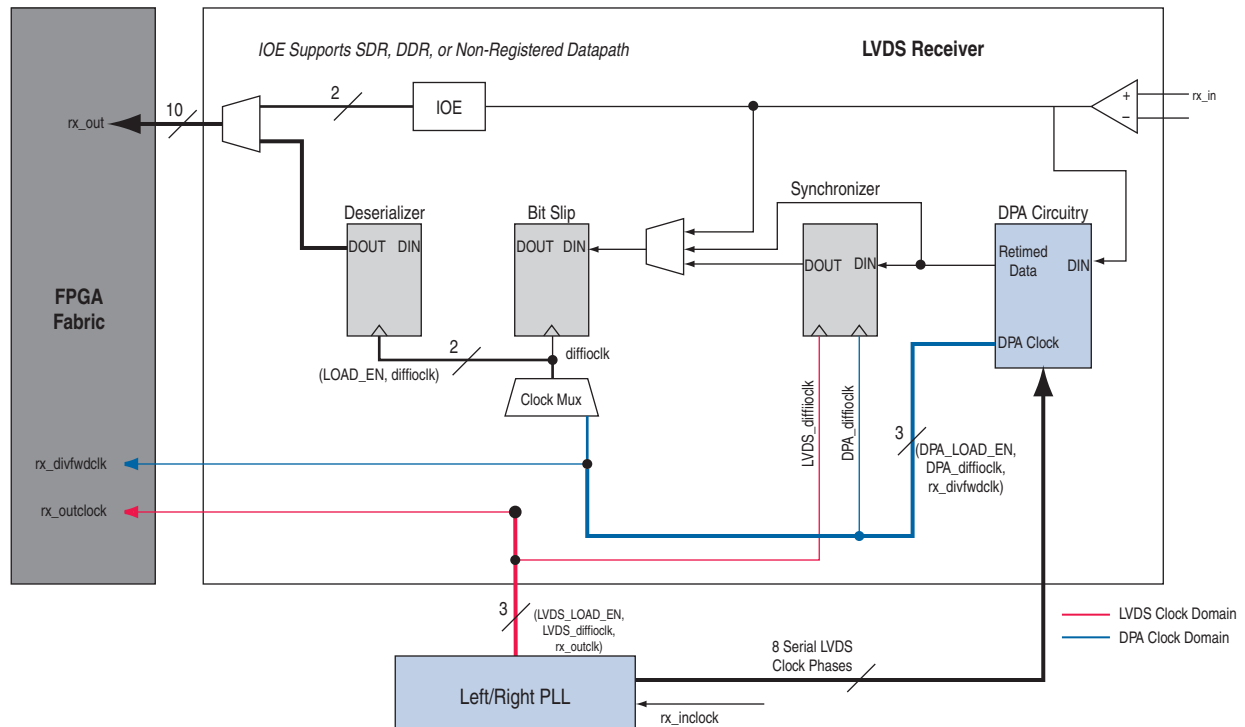 IOE Supports SDR, DDR, or Non-Registered Datapath
LVDS Receiver
2
IOE
+
−
rx_in
10
rx_out
Synchronizer
Deserializer
Bit Slip
DPA Circuitry
DOUT DIN
DOUT DIN
DOUT
DIN
Retimed
Data
DIN
FPGA
Fabric
DPA Clock
2
diffioclk
(LOAD_EN, diffioclk)
Clock Mux
LVDS_diffiioclk
DPA_diffioclk
3
(DPA_LOAD_EN,
DPA_diffioclk,
rx_divfwdclk)
rx_divfwdclk
rx_outclock
3
(LVDS_LOAD_EN,
LVDS_diffioclk,
rx_outclk)
LVDS Clock Domain
DPA Clock Domain
8 Serial LVDS
Clock Phases
Left/Right PLL
rx_inclock